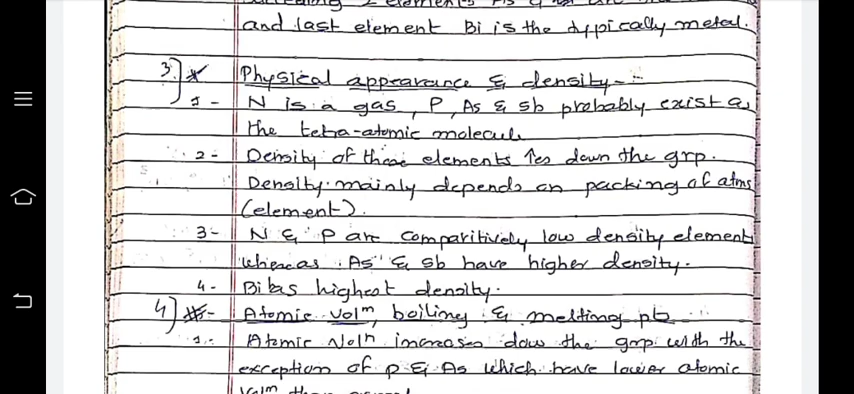 and last element Bi is the typically metal.
3] * Physical appearance & density -:
1 - N is a gas, P, As & sb probably exist as
the tetra-atomic molecule
2 - Density of these elements ↑es down the grp.
Density mainly depends on packing of atms
(element).
3 - N & P are comparitively low density element
whereas As & sb have higher density.
4 - Bi has highest density.
4] * - Atomic volm, boiling & melting pt
1 - Atomic Volm increases down the grp with the
exception of P & As which have lower atomic